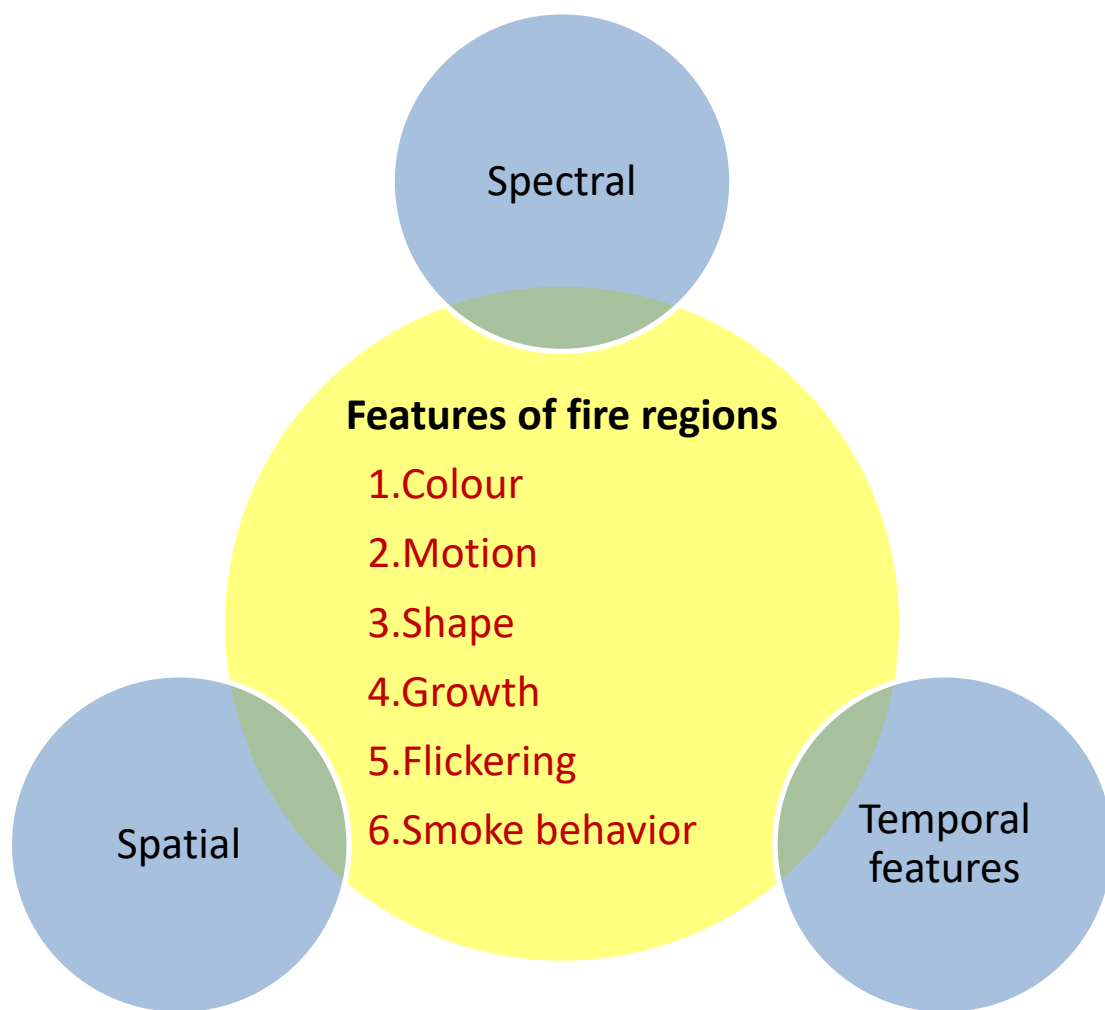 Spectral
Features of fire regions
1.Colour
2.Motion
3.Shape
4.Growth
5.Flickering
6.Smoke behavior
Spatial
Temporal
features